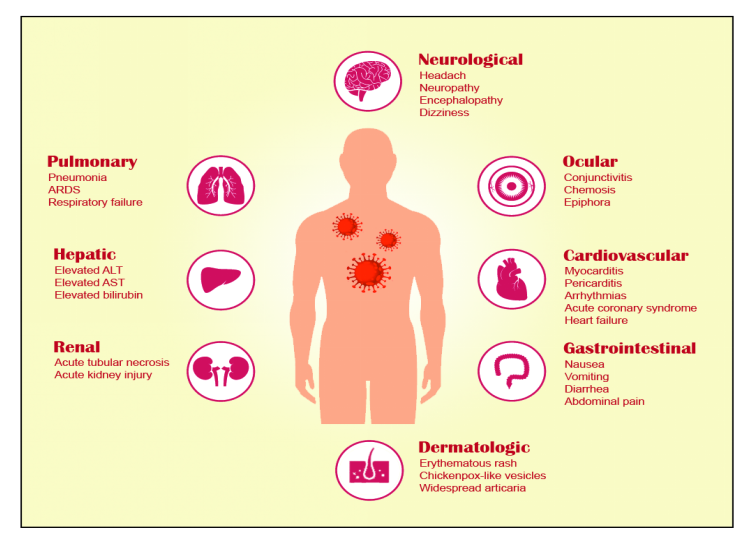 Neurological
Headach
Neuropathy
Encephalopathy
Dizziness
Pulmonary
Pneumonia
ARDS
Respiratory failure
Ocular
Conjunctivitis
Chemosis
Epiphora
Hepatic
Elevated ALT
Elevated AST
Elevated bilirubin
Cardiovascular
Myocarditis
Pericarditis
Arrhythmias
Acute coronary syndrome
Heart failure
Renal
Acute tubular necrosis
Acute kidney injury
Gastrointestinal
Nausea
Vomiting
Diarrhea
Abdominal pain
Dermatologic
Erythematous rash
Chickenpox-like vesicles
Widespread articaria